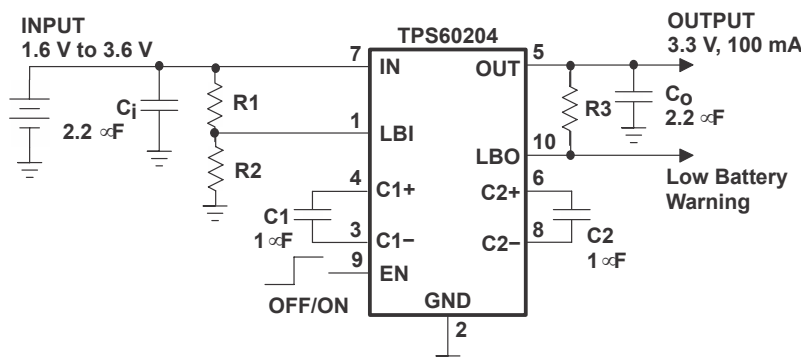 INPUT
1.6 V to 3.6 V
TPS60204
OUTPUT
3.3 V, 100 mA
7
IN
OUT
5
Ci
2.2 ∝F
R1
R2
1
LBI
R3
Co
2.2 ∝F
10
LBO
Low Battery
Warning
4
C1+
C2+
6
C1
1 ∝F
3
C1−
C2−
8
C2
1 ∝F
9
EN
OFF/ON
GND
2